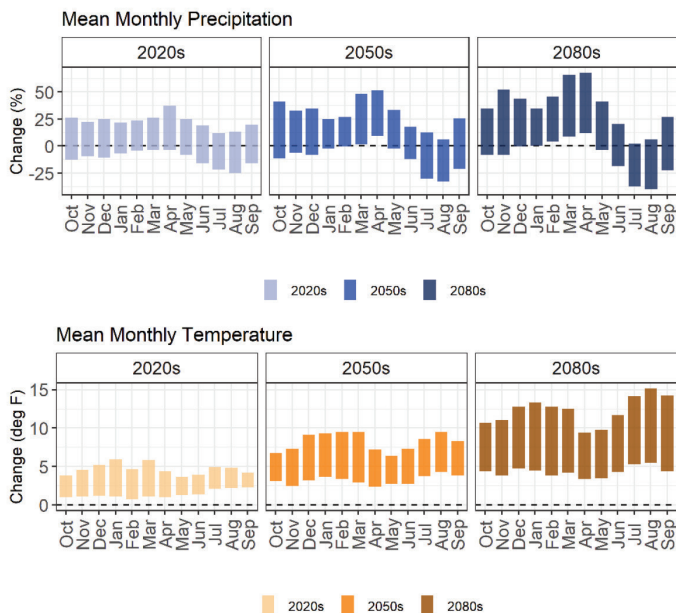 Mean Monthly Precipitation
2020s 2050s 2080s
Change (%)
50
25
0
-25
Oct Nov Dec Jan Feb Mar Apr May Jun Jul Aug Sep Oct Nov Dec Jan Feb Mar Apr May Jun Jul Aug Sep Oct Nov Dec Jan Feb Mar Apr May Jun Jul Aug Sep
2020s 2050s 2080s
Mean Monthly Temperature
2020s 2050s 2080s
Change (deg F)
15
10
5
0
Oct Nov Dec Jan Feb Mar Apr May Jun Jul Aug Sep Oct Nov Dec Jan Feb Mar Apr May Jun Jul Aug Sep Oct Nov Dec Jan Feb Mar Apr May Jun Jul Aug Sep
2020s 2050s 2080s